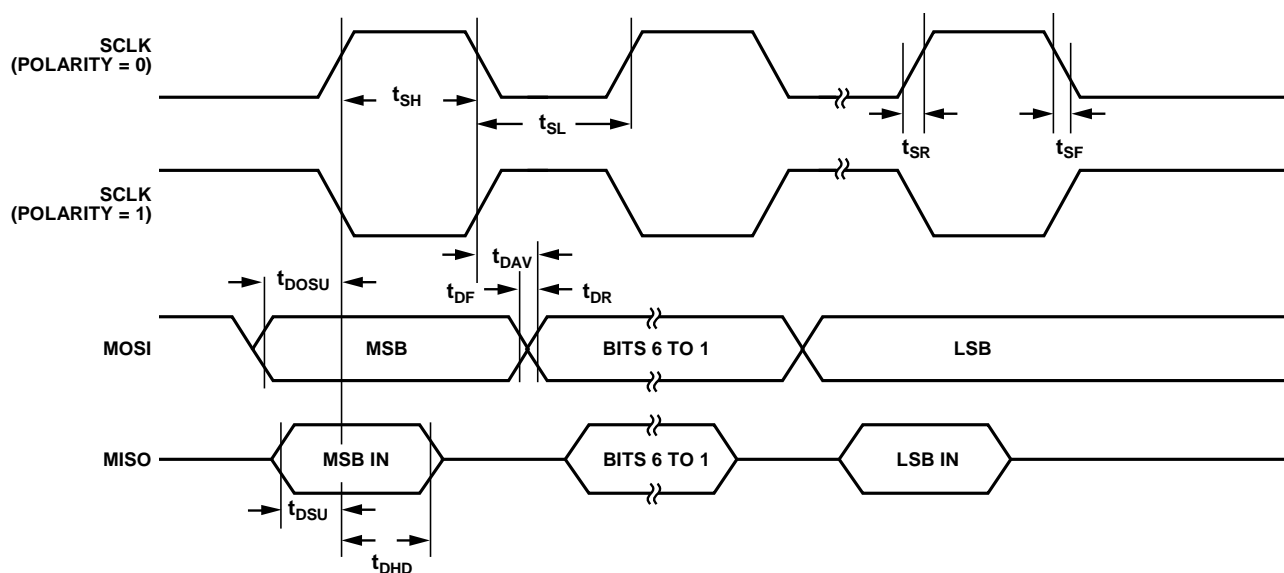 SCLK
(POLARITY = 0)
tSH
tSL
tSR
tSF
SCLK
(POLARITY = 1)
tDAV
tDOSU
tDF
tDR
MOSI
MSB
BITS 6 TO 1
LSB
MISO
MSB IN
BITS 6 TO 1
LSB IN
tDSU
tDHD